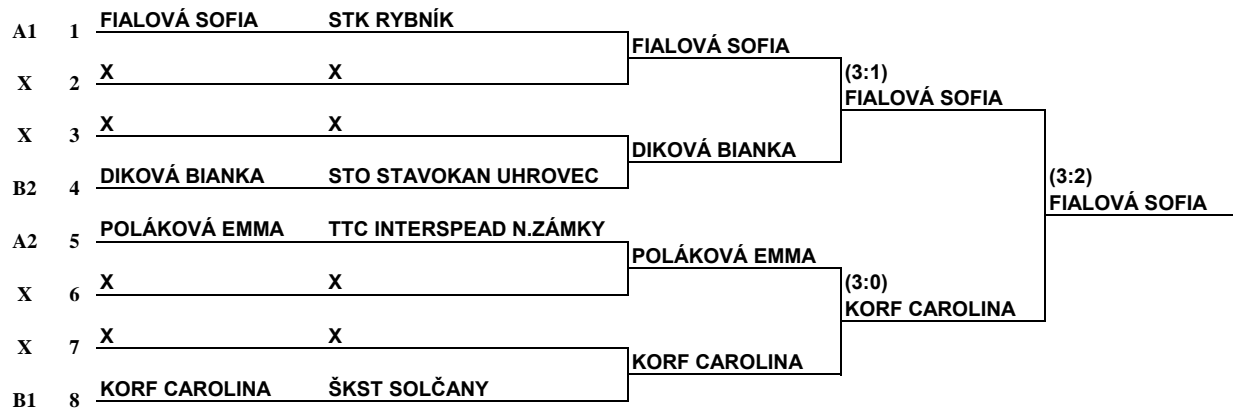 A1 1 FIALOVÁ SOFIA STK RYBNÍK
FIALOVÁ SOFIA
X 2 X X
(3:1)
FIALOVÁ SOFIA
X 3 X X
DIKOVÁ BIANKA
B2 4 DIKOVÁ BIANKA STO STAVOKAN UHROVEC
(3:2)
FIALOVÁ SOFIA
A2 5 POLÁKOVÁ EMMA TTC INTERSPEAD N.ZÁMKY
POLÁKOVÁ EMMA
X 6 X X
(3:0)
KORF CAROLINA
X 7 X X
KORF CAROLINA
B1 8 KORF CAROLINA ŠKST SOLČANY